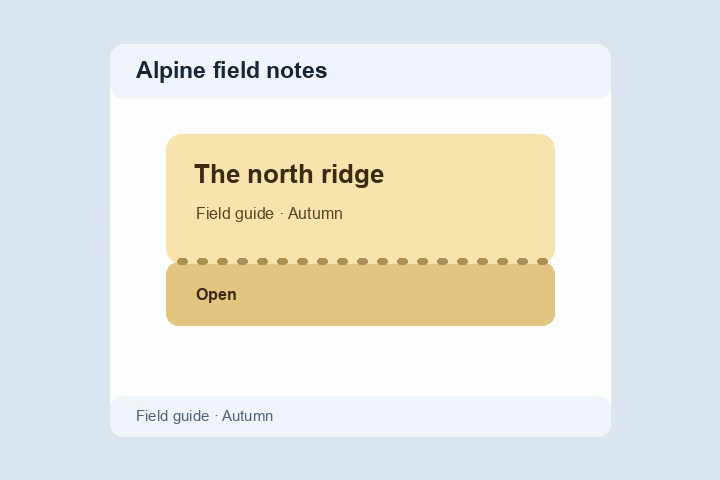 Alpine field notes
The north ridge
Field guide · Autumn
Open
Field guide · Autumn